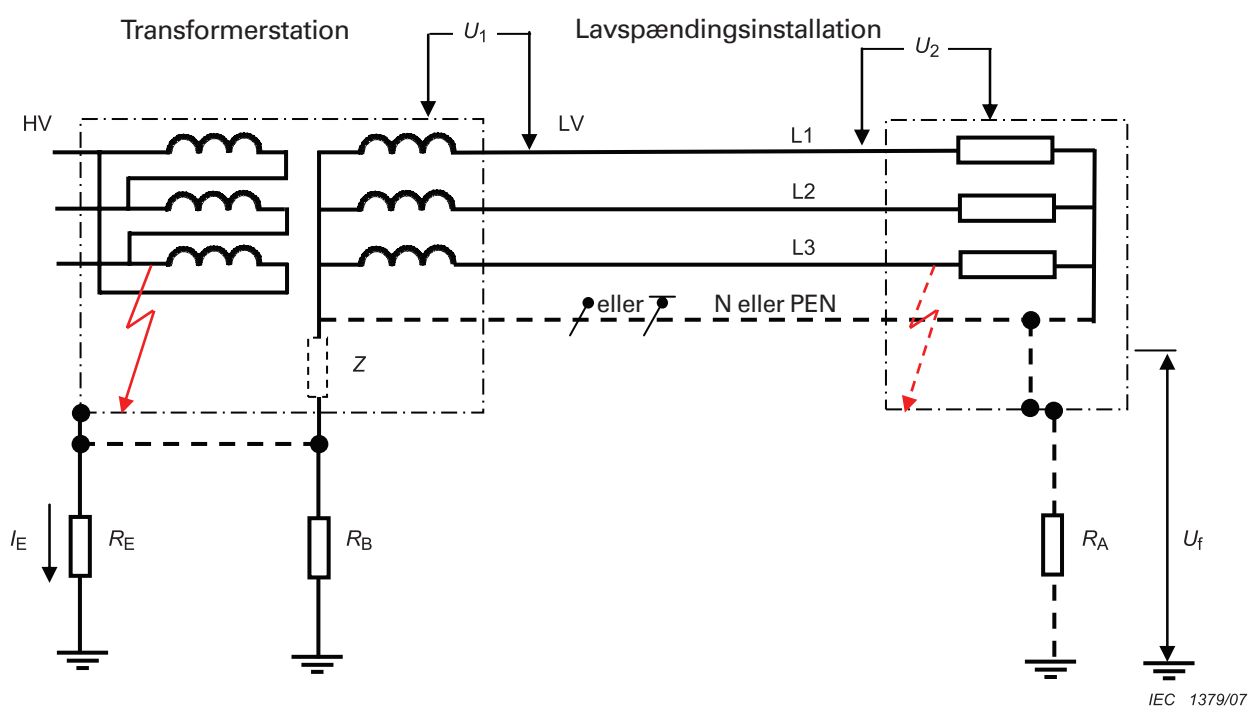 Transformerstation
U1
Lavspændingsinstallation
U2
HV
LV
L1
L2
L3
eller
N eller PEN
Z
IE
RE
RB
RA
Uf
IEC 1379/07